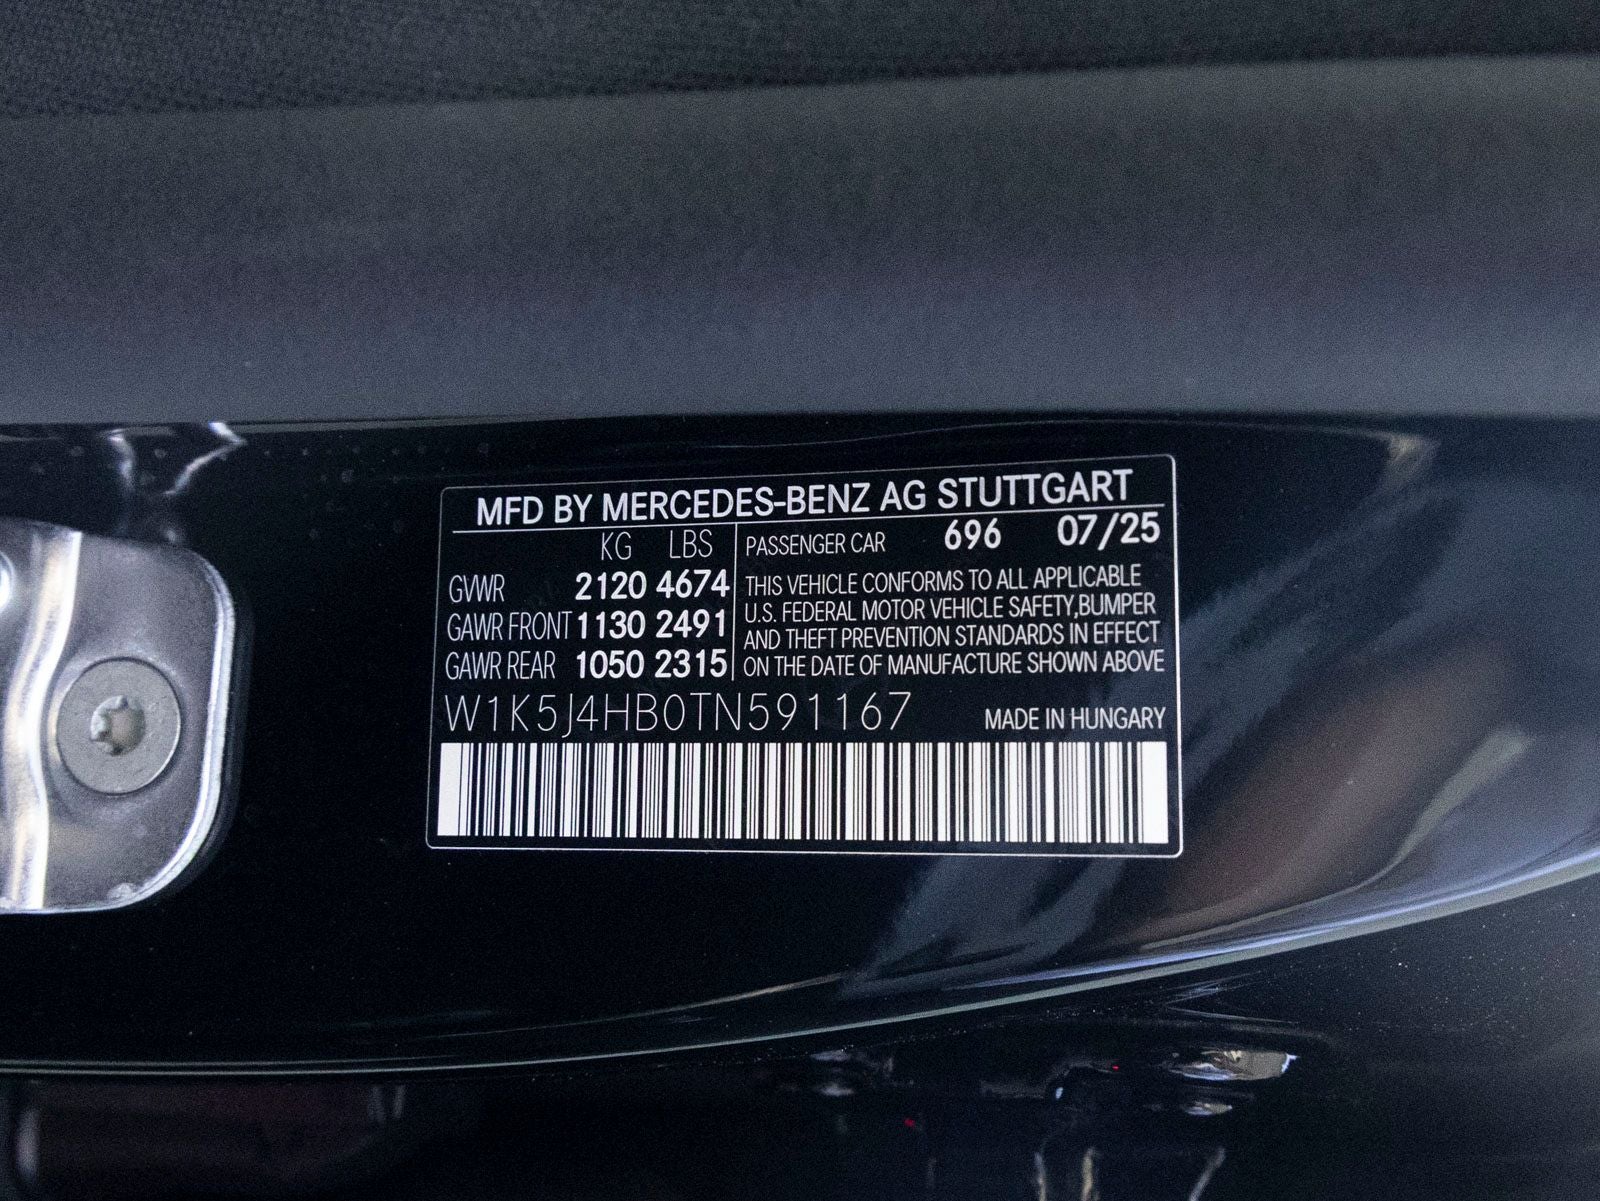 MFD BY MERCEDES-BENZ AG STUTTGART
KG LBS
GVWR 2120 4674
GAWR FRONT 1130 2491
GAWR REAR 1050 2315
PASSENGER CAR 696 07/25
THIS VEHICLE CONFORMS TO ALL APPLICABLE
U.S. FEDERAL MOTOR VEHICLE SAFETY,BUMPER
AND THEFT PREVENTION STANDARDS IN EFFECT
ON THE DATE OF MANUFACTURE SHOWN ABOVE
W1K5J4HB0TN591167
MADE IN HUNGARY